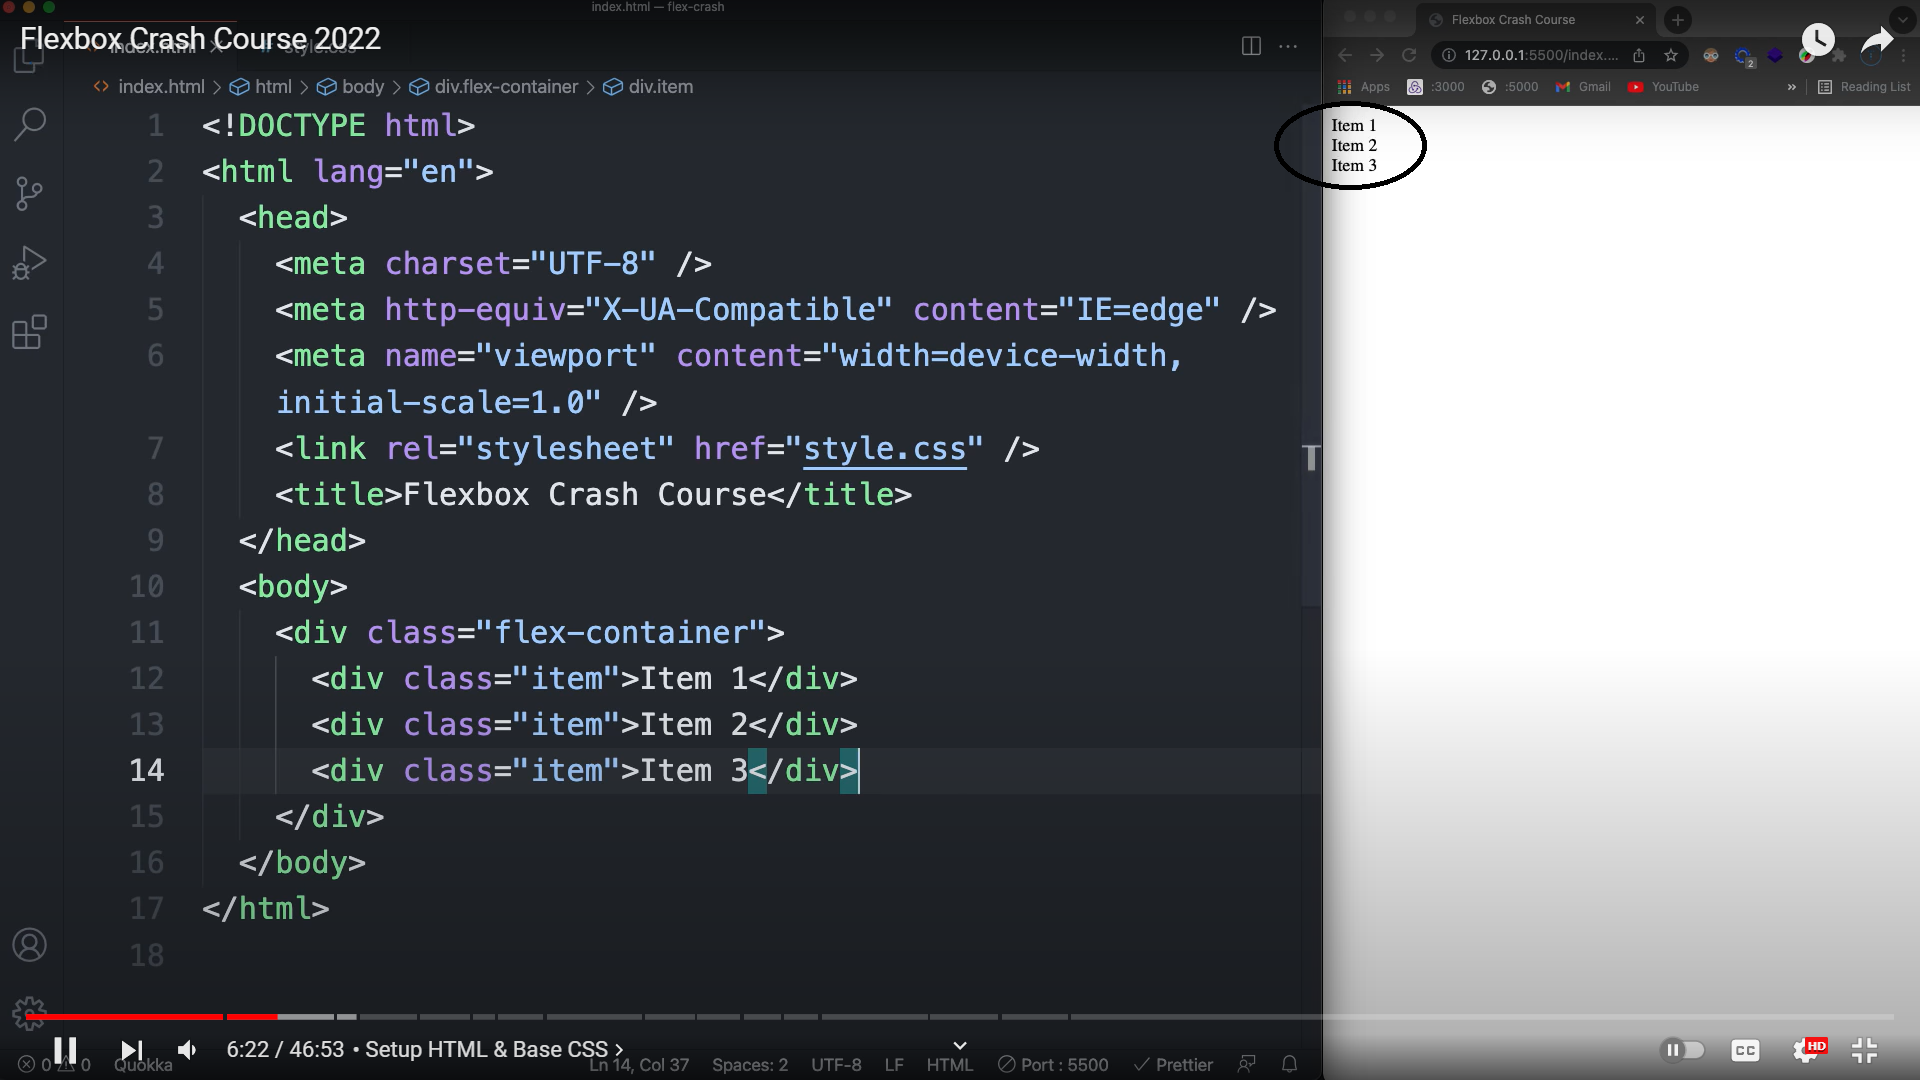 index.html — flex-crash
Flexbox Crash Course 2022
index.html
style.css
index.html > html > body > div.flex-container > div.item
1 <!DOCTYPE html>
2 <html lang="en">
3 <head>
4 <meta charset="UTF-8" />
5 <meta http-equiv="X-UA-Compatible" content="IE=edge" />
6 <meta name="viewport" content="width=device-width,
initial-scale=1.0" />
7 <link rel="stylesheet" href="style.css" />
8 <title>Flexbox Crash Course</title>
9 </head>
10 <body>
11 <div class="flex-container">
12 <div class="item">Item 1</div>
13 <div class="item">Item 2</div>
14 <div class="item">Item 3</div>
15 </div>
16 </body>
17 </html>
18
6:22 / 46:53 • Setup HTML & Base CSS >
0 0 Quokka
Ln 14, Col 37 Spaces: 2 UTF-8 LF HTML Port : 5500 Prettier
Flexbox Crash Course
127.0.0.1:5500/index....
2
Apps :3000 :5000 Gmail YouTube » Reading List
Item 1
Item 2
Item 3
T
CC HD